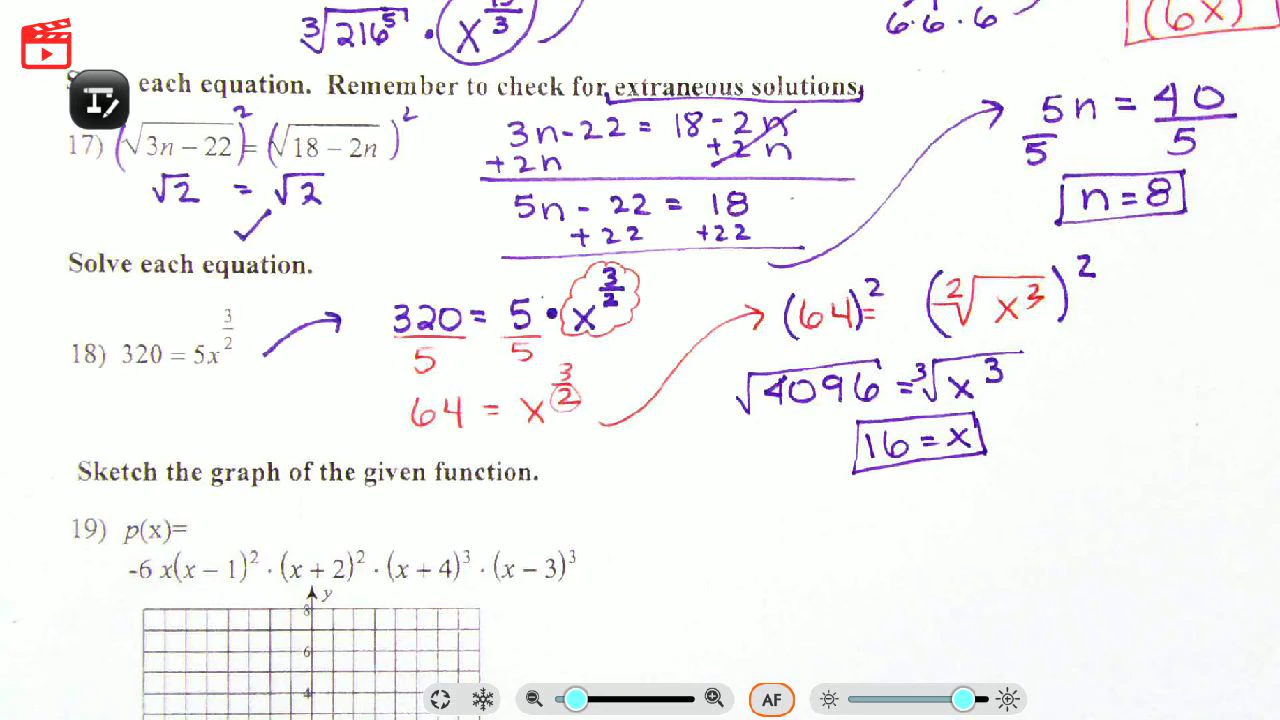 ∛216⁵ · x^(15/3)
6·6·6
(6x)
each equation. Remember to check for extraneous solutions.
17) (√(3n − 22))² = (√(18 − 2n))²
√2 = √2
✓
3n - 22 = 18 - 2n
+2n +2n
5n - 22 = 18
+22 +22
5n = 40
5 5
n = 8
Solve each equation.
18) 320 = 5x^(3/2)
320 = 5 · x^(3/2)
5 5
64 = x^(3/2)
(64)² = (²√x³)²
√4096 = ³√x³
16 = x
Sketch the graph of the given function.
19) p(x)=
-6 x(x − 1)² · (x + 2)² · (x + 4)³ · (x − 3)³
y
8
6
4
AF